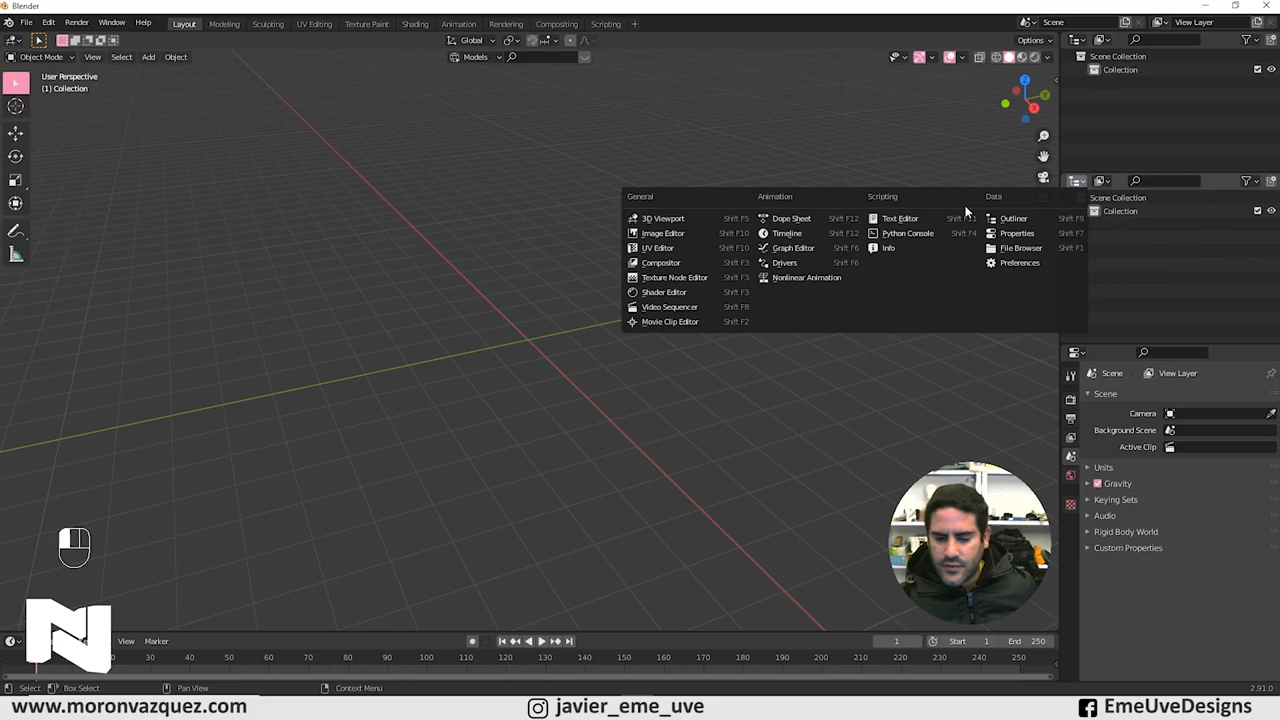 Blender
File Edit Render Window Help Layout Modeling Sculpting UV Editing Texture Paint Shading Animation Rendering Compositing Scripting + Scene View Layer
Global Options
Object Mode View Select Add Object Models
User Perspective
(1) Collection
Scene Collection
Collection
Z
Y
X
Scene Collection
Collection
General Animation Scripting Data
3D Viewport Shift F5 Dope Sheet Shift F12 Text Editor Outliner Shift F9
Image Editor Shift F10 Timeline Shift F12 Python Console Shift F4 Properties Shift F7
UV Editor Shift F10 Graph Editor Shift F6 Info File Browser Shift F1
Compositor Shift F3 Drivers Shift F6 Preferences
Texture Node Editor Shift F3 Nonlinear Animation
Shader Editor Shift F3
Video Sequencer Shift F8
Movie Clip Editor Shift F2
Scene View Layer
Scene
Camera
Background Scene
Active Clip
Units
Gravity
Keying Sets
Audio
Rigid Body World
Custom Properties
N
View Marker 1 Start 1 End 250
20 30 40 50 60 70 80 90 100 110 120 130 140 150 160 170 180 190 200 210 220 230 240 250
Select Box Select Pan View Context Menu 2.91.0
www.moronvazquez.com javier_eme_uve EmeUveDesigns